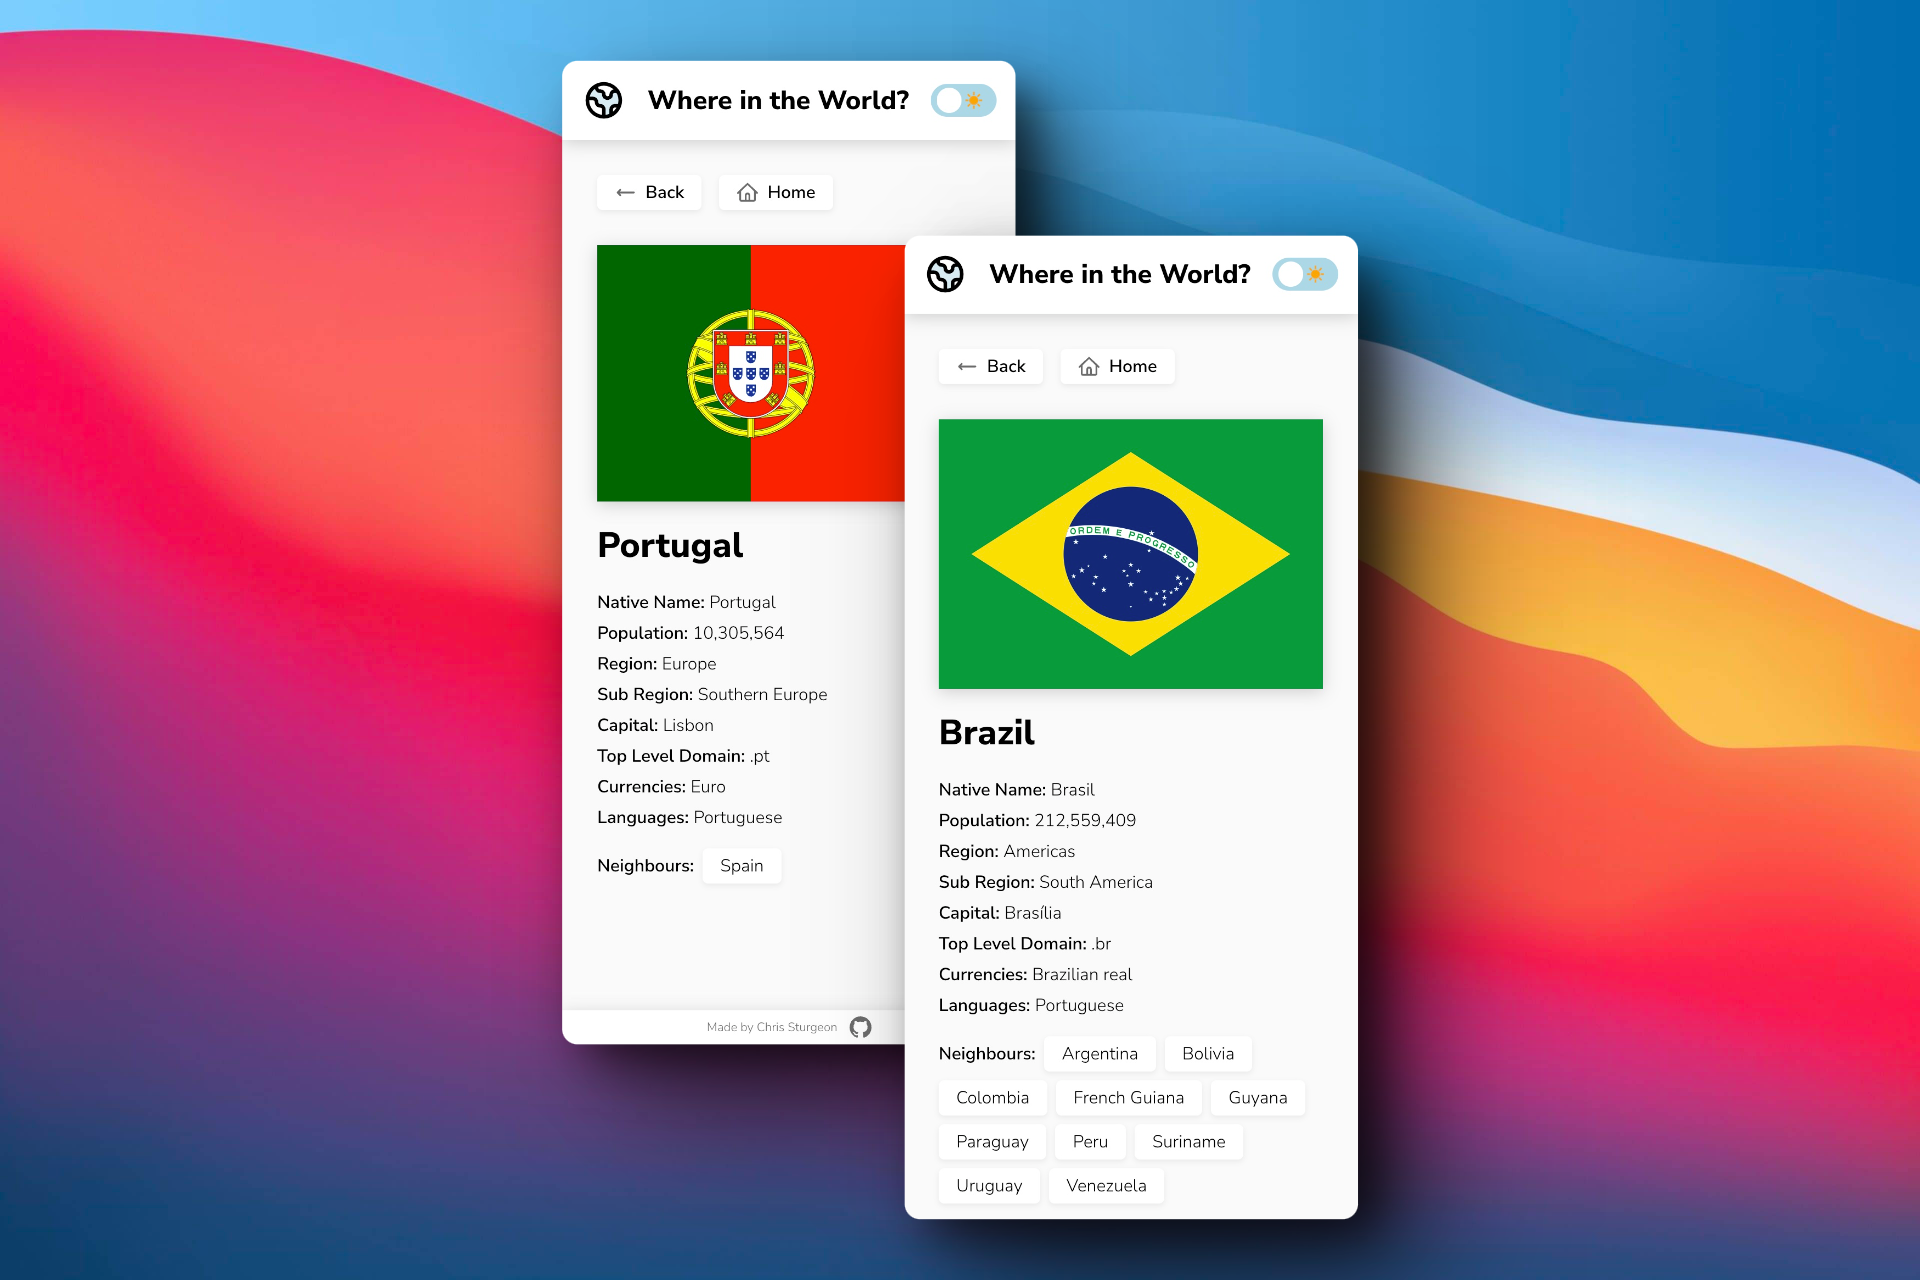 Where in the World?
Back
Home
Portugal
Native Name: Portugal
Population: 10,305,564
Region: Europe
Sub Region: Southern Europe
Capital: Lisbon
Top Level Domain: .pt
Currencies: Euro
Languages: Portuguese
Neighbours: Spain
Made by Chris Sturgeon
Where in the World?
Back
Home
ORDEM E PROGRESSO
Brazil
Native Name: Brasil
Population: 212,559,409
Region: Americas
Sub Region: South America
Capital: Brasília
Top Level Domain: .br
Currencies: Brazilian real
Languages: Portuguese
Neighbours: Argentina Bolivia
Colombia French Guiana Guyana
Paraguay Peru Suriname
Uruguay Venezuela